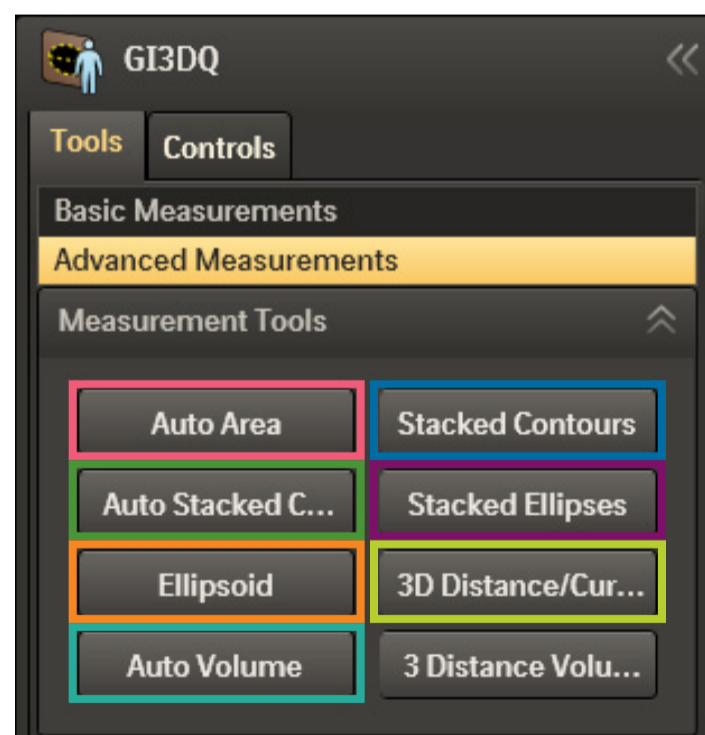 GI3DQ
Tools Controls
Basic Measurements
Advanced Measurements
Measurement Tools
Auto Area Stacked Contours
Auto Stacked C... Stacked Ellipses
Ellipsoid 3D Distance/Cur...
Auto Volume 3 Distance Volu...